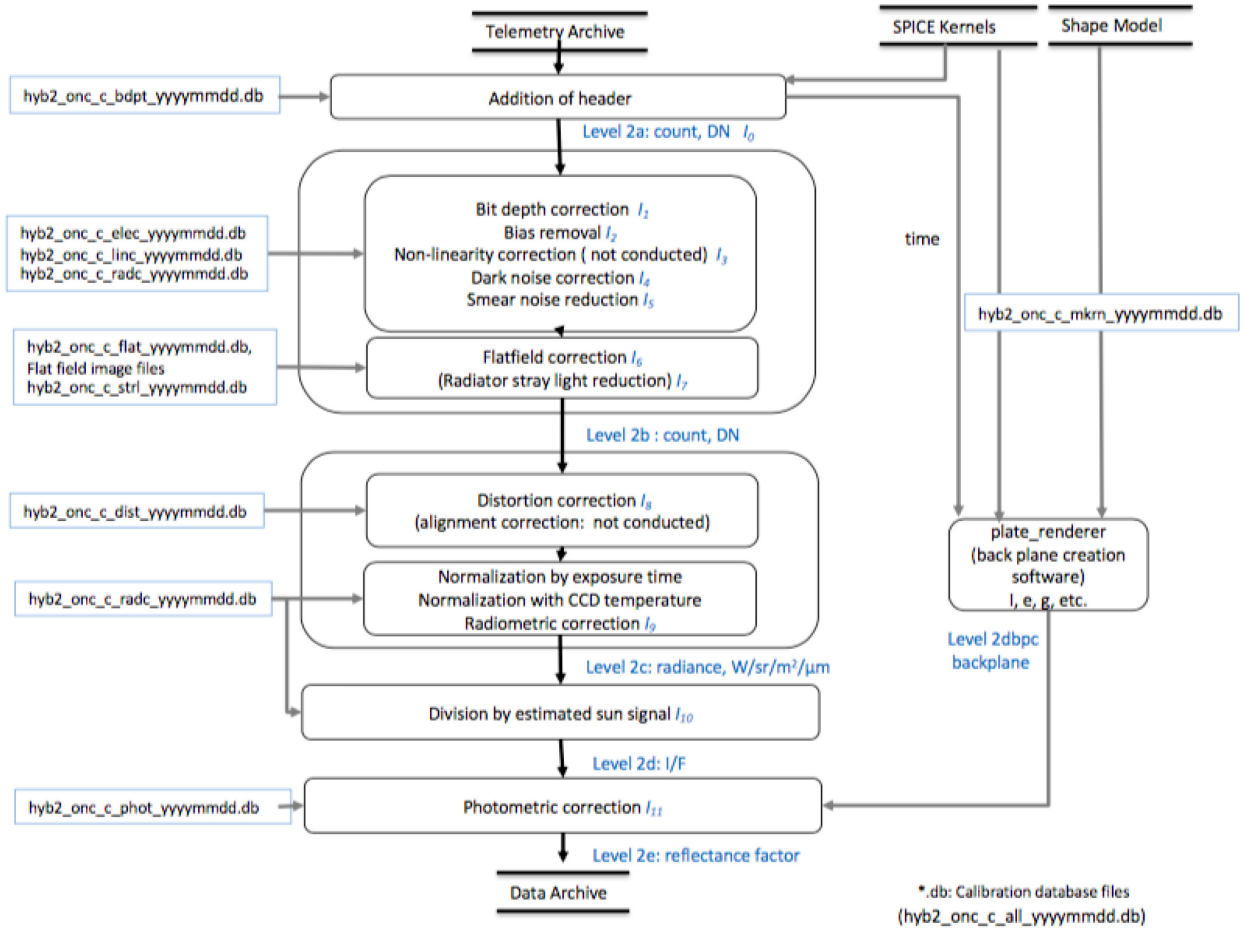 Telemetry Archive
SPICE Kernels
Shape Model
hyb2_onc_c_bdpt_yyyymmdd.db
Addition of header
Level 2a: count, DN I0
hyb2_onc_c_elec_yyyymmdd.db
hyb2_onc_c_linc_yyyymmdd.db
hyb2_onc_c_radc_yyyymmdd.db
Bit depth correction I1
Bias removal I2
Non-linearity correction ( not conducted) I3
Dark noise correction I4
Smear noise reduction I5
time
hyb2_onc_c_mkrn_yyyymmdd.db
hyb2_onc_c_flat_yyyymmdd.db,
Flat field image files
hyb2_onc_c_strl_yyyymmdd.db
Flatfield correction I6
(Radiator stray light reduction) I7
Level 2b : count, DN
hyb2_onc_c_dist_yyyymmdd.db
Distortion correction I8
(alignment correction: not conducted)
plate_renderer
(back plane creation
software)
I, e, g, etc.
hyb2_onc_c_radc_yyyymmdd.db
Normalization by exposure time
Normalization with CCD temperature
Radiometric correction I9
Level 2dbpc
backplane
Level 2c: radiance, W/sr/m²/μm
Division by estimated sun signal I10
Level 2d: I/F
hyb2_onc_c_phot_yyyymmdd.db
Photometric correction I11
Level 2e: reflectance factor
Data Archive
*.db: Calibration database files
(hyb2_onc_c_all_yyyymmdd.db)